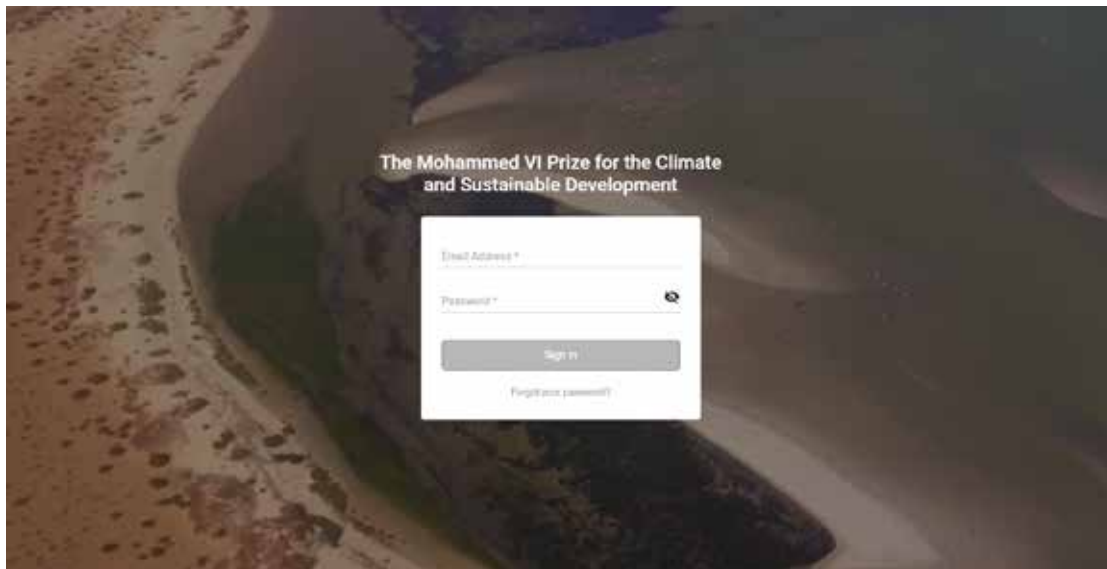 The Mohammed VI Prize for the Climate
and Sustainable Development
Email Address *
Password *
Sign in
Forgot your password?